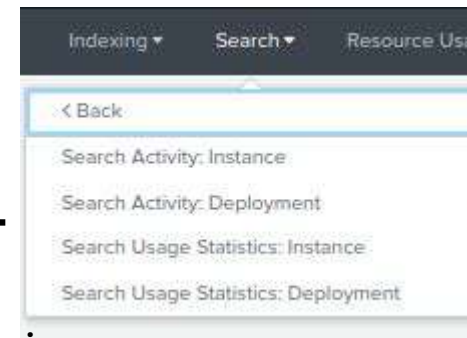 Indexing Search Resource Usa
< Back
Search Activity: Instance
Search Activity: Deployment
Search Usage Statistics: Instance
Search Usage Statistics: Deployment